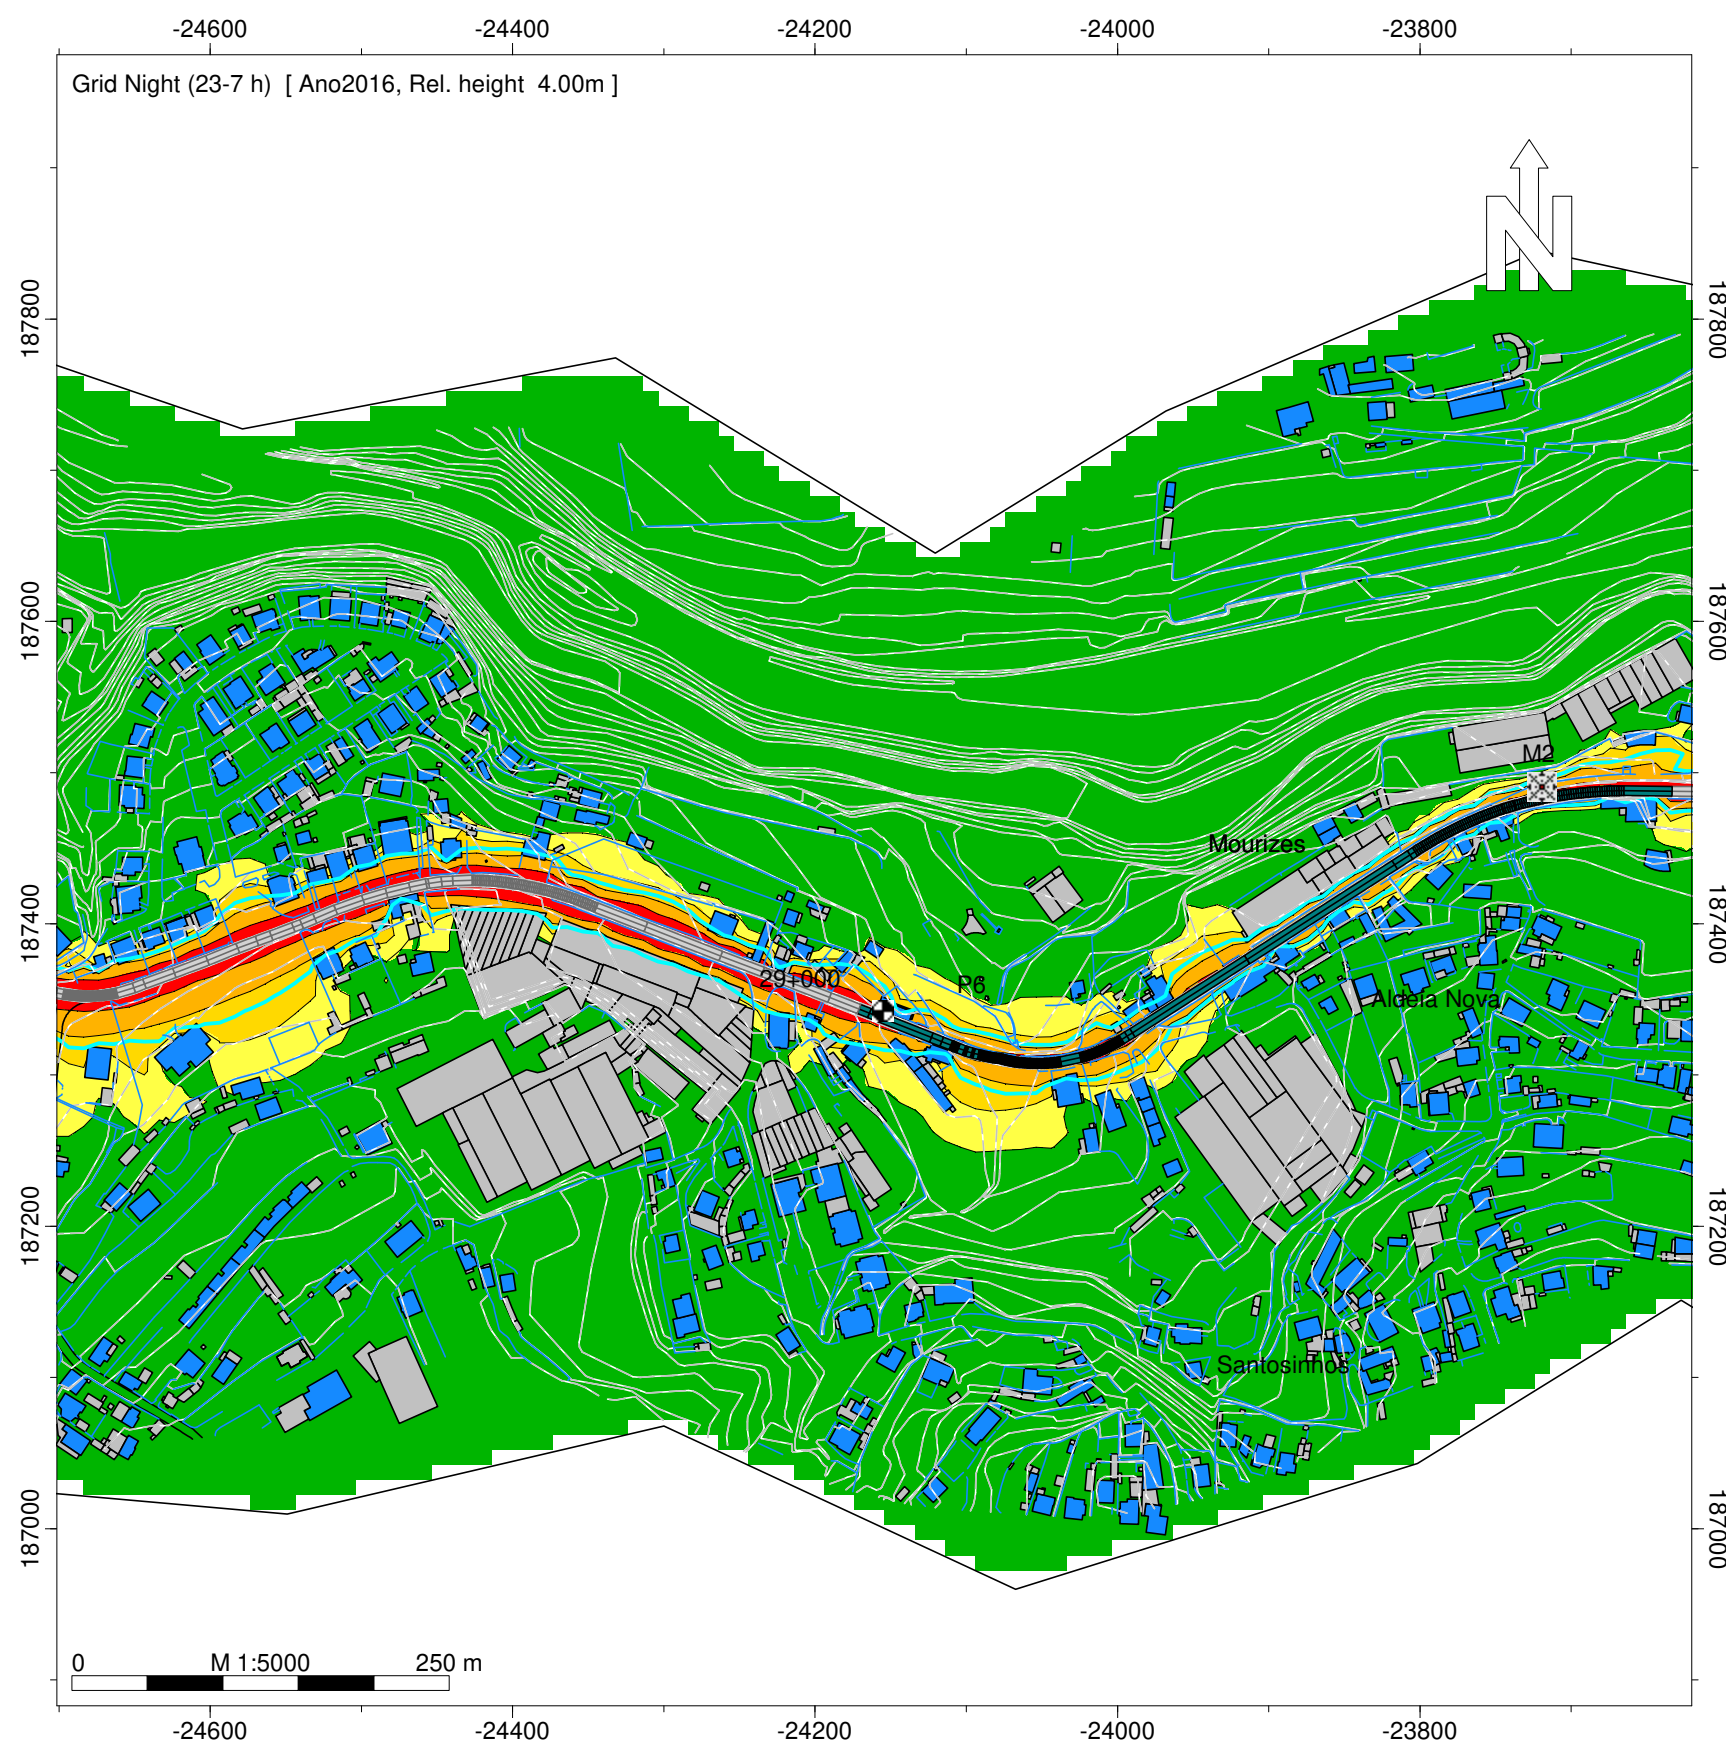 -24600 -24400 -24200 -24000 -23800
Grid Night (23-7 h) [ Ano2016, Rel. height 4.00m ]
N
187800 187800
187600 187600
M2
Mourizes
187400 187400
29+000 P6
Aldeia Nova
187200 187200
Santosinhos
187000 187000
0 M 1:5000 250 m
-24600 -24400 -24200 -24000 -23800